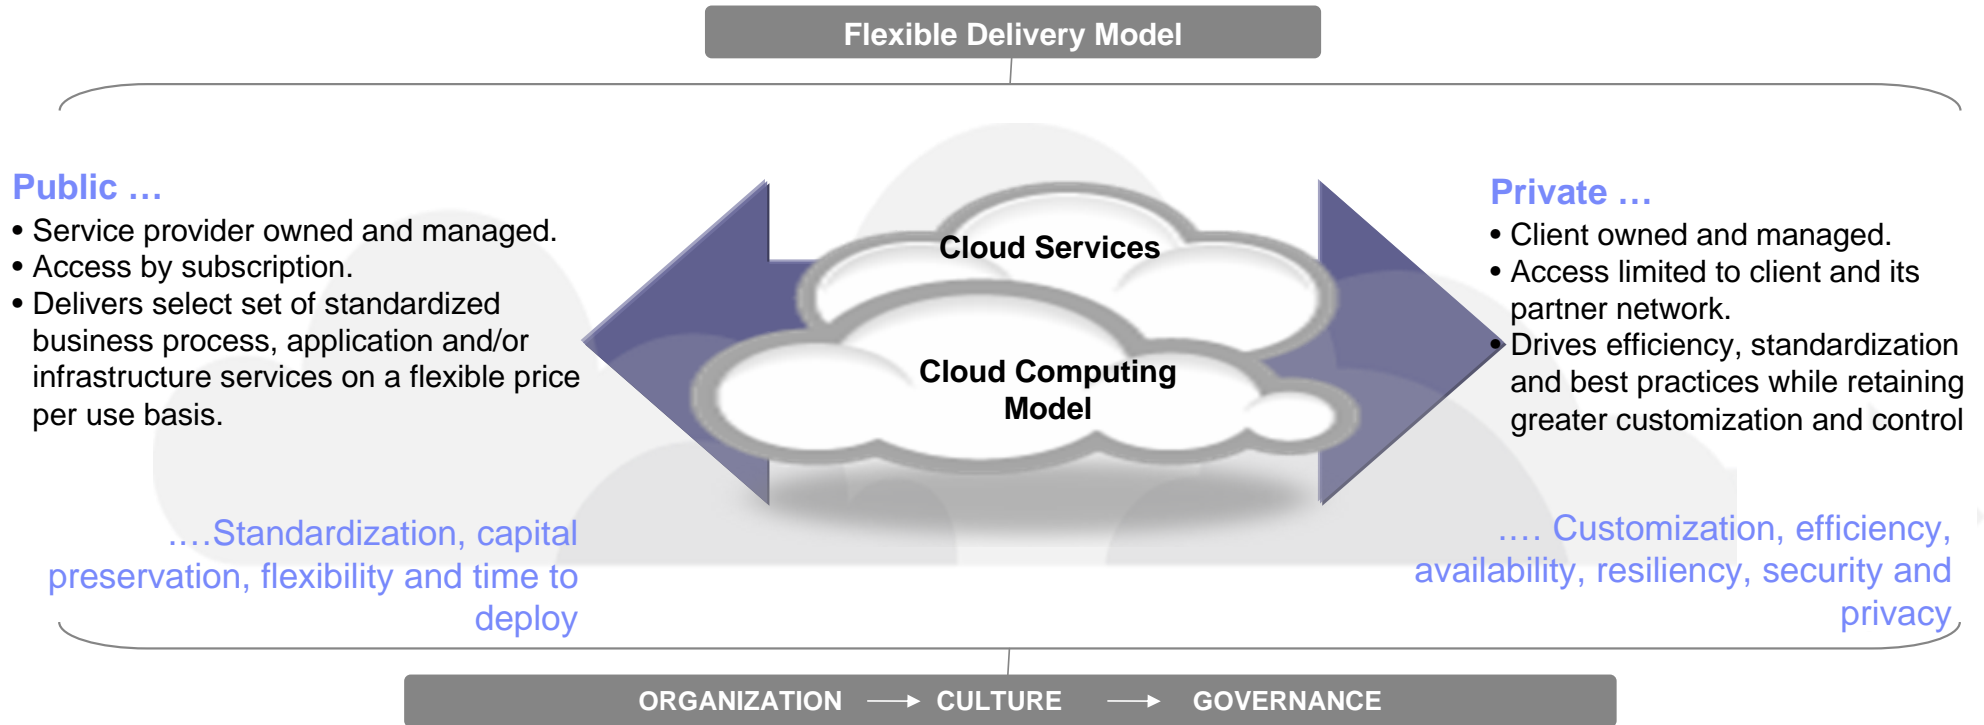 Flexible Delivery Model
Public …
• Service provider owned and managed.
• Access by subscription.
• Delivers select set of standardized
business process, application and/or
infrastructure services on a flexible price
per use basis.
….Standardization, capital
preservation, flexibility and time to
deploy
Cloud Services
Cloud Computing
Model
Private …
• Client owned and managed.
• Access limited to client and its
partner network.
• Drives efficiency, standardization
and best practices while retaining
greater customization and control
…. Customization, efficiency,
availability, resiliency, security and
privacy
ORGANIZATION → CULTURE → GOVERNANCE